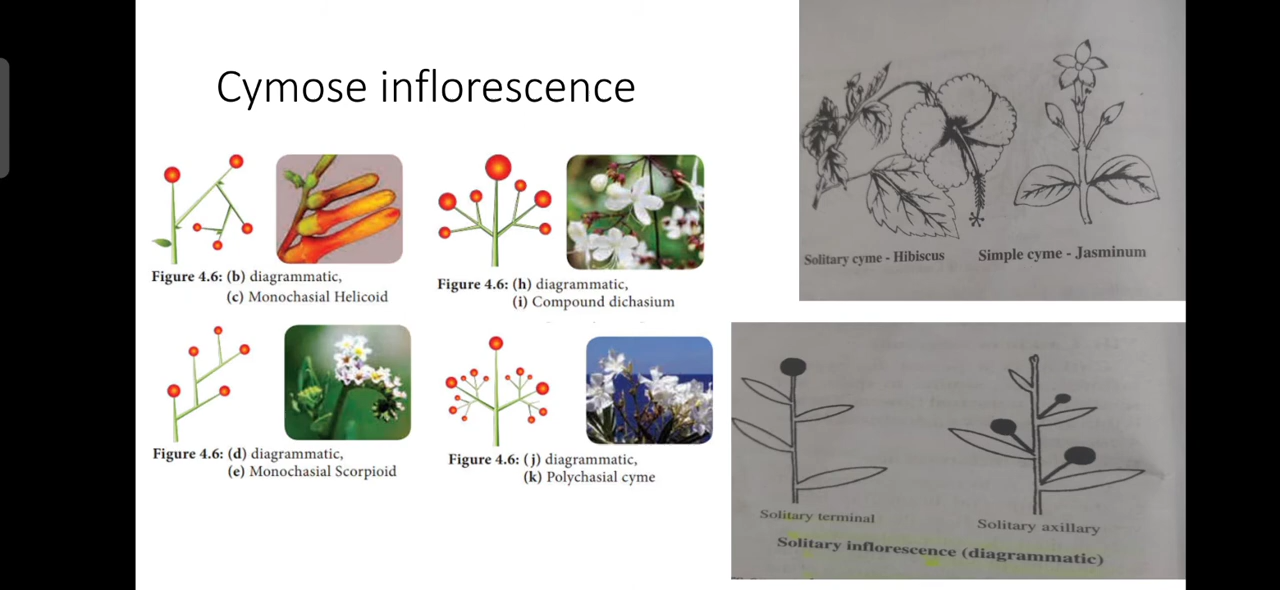 Cymose inflorescence
Figure 4.6: (b) diagrammatic,
(c) Monochasial Helicoid
Figure 4.6: (h) diagrammatic,
(i) Compound dichasium
Figure 4.6: (d) diagrammatic,
(e) Monochasial Scorpioid
Figure 4.6: (j) diagrammatic,
(k) Polychasial cyme
Solitary cyme - Hibiscus
Simple cyme - Jasminum
Solitary terminal
Solitary axillary
Solitary inflorescence (diagrammatic)